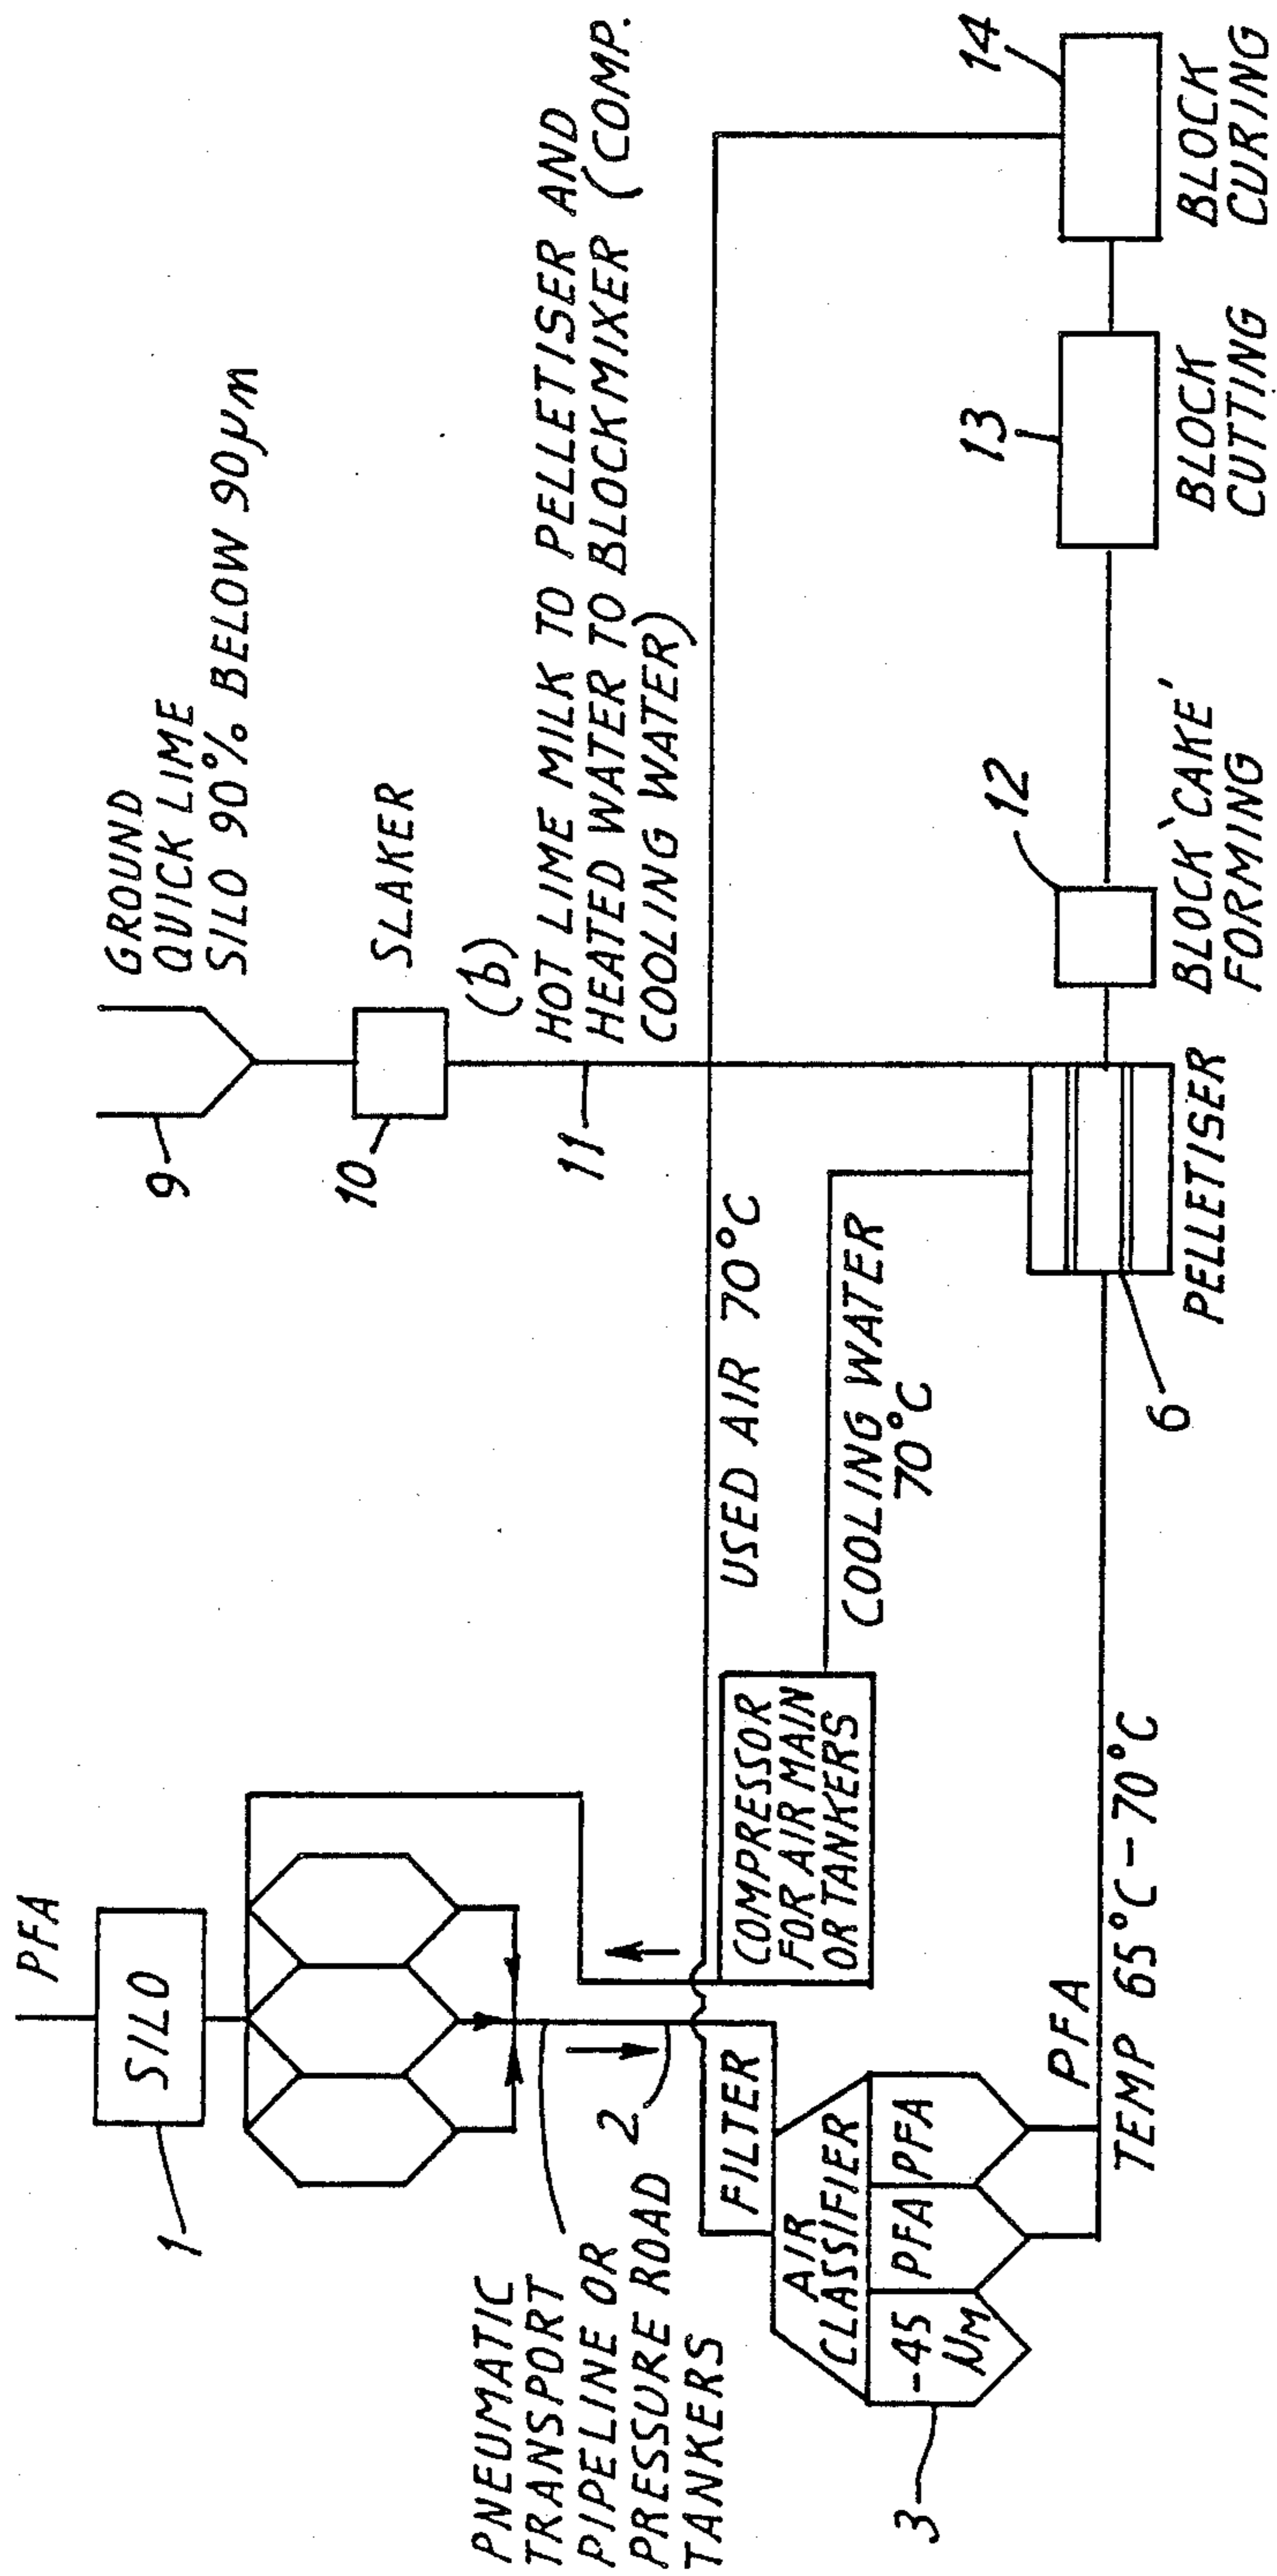 PFA
SILO
1
PNEUMATIC
TRANSPORT
PIPELINE OR
PRESSURE ROAD
TANKERS
2
FILTER
AIR
CLASSIFIER
-45
µM
PFA
PFA
3
COMPRESSOR
FOR AIR MAIN
OR TANKERS
PFA
TEMP 65°C-70°C
USED AIR 70°C
COOLING WATER
70°C
GROUND
QUICK LIME
SILO 90% BELOW 90µM
9
SLAKER
10
(b)
HOT LIME MILK TO PELLETISER AND
HEATED WATER TO BLOCKMIXER (COMP.
COOLING WATER)
11
6
PELLETISER
12
BLOCK 'CAKE'
FORMING
13
BLOCK
CUTTING
14
BLOCK
CURING